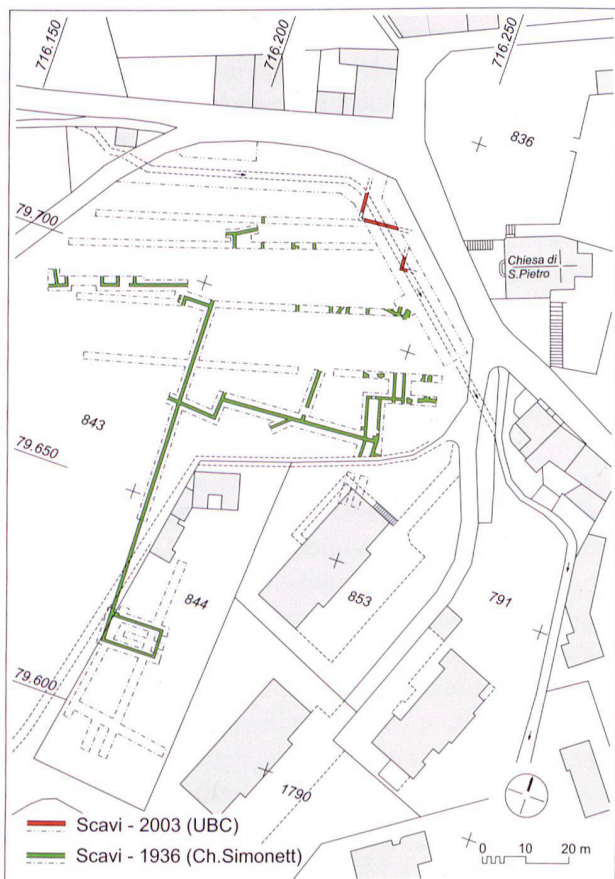 716.150
716.200
716.250
836
79.700
Chiesa di
S.Pietro
843
79.650
844
853
791
79.600
1790
Scavi - 2003 (UBC)
Scavi - 1936 (Ch.Simonett)
0 10 20 m